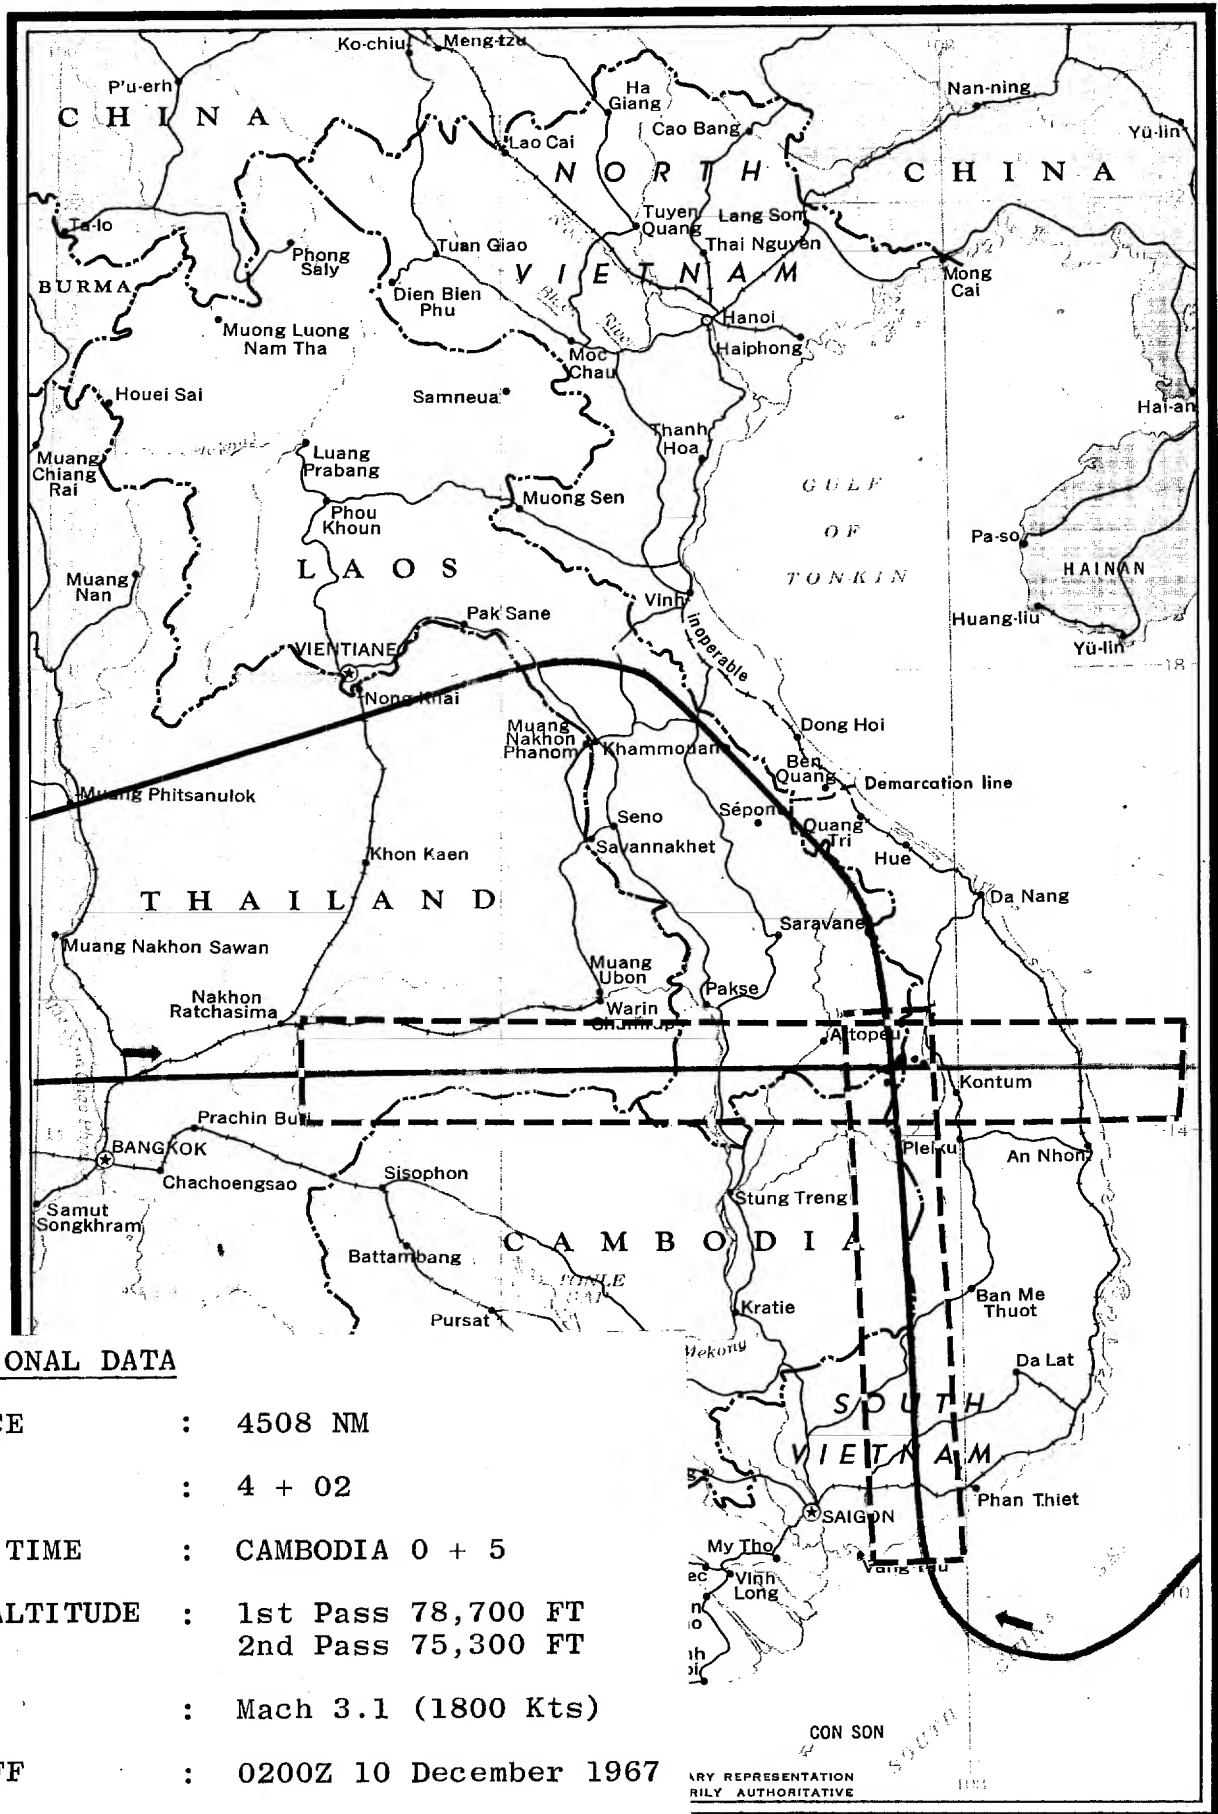 Ko-chiu
Meng-tzu
P'u-erh
Ha
Giang
Nan-ning
CHINA
Cao Bang
Yü-lin
Lao Cai
NORTH
CHINA
Ta-lo
Tuyen
Quang
Lang Son
Phong
Saly
Tuan Giao
Thai Nguyen
VIETNAM
Mong
Cai
BURMA
Dien Bien
Phu
River
Hanoi
Muong Luong
Nam Tha
Moc
Chau
Haiphong
Houei Sai
Samneua
Hai-an
Muang
Chiang
Rai
Luang
Prabang
Thanh
Hoa
GULF
OF
TONKIN
Phou
Khoun
Muong Sen
Pa-so
LAOS
HAINAN
Muang
Nan
Vinh
Huang-liu
Pak Sane
inoperable
Yü-lin
VIENTIANE
18
Nong Khai
Muang
Nakhon
Phanom
Khammouan
Dong Hoi
Ben
Quang
Demarcation line
Muang Phitsanulok
Seno
Sépon
Quang
Tri
Savannakhet
Hue
Khon Kaen
THAILAND
Da Nang
Saravane
Muang Nakhon Sawan
Muang
Ubon
Nakhon
Ratchasima
Warin
Chamrap
Pakse
Attopeu
Kontum
Prachin Buri
14
BANGKOK
Pleiku
An Nhon
Chachoengsao
Sisophon
Stung Treng
Samut
Songkhram
CAMBODIA
Battambang
TONLE
SAP
Ban Me
Thuot
Pursat
Kratie
Mekong
Da Lat
SOUTH
VIETNAM
Phan Thiet
SAIGON
My Tho
Vung Tau
Vinh
Long
CON SON
SOUTH
ONAL DATA
CE : 4508 NM
: 4 + 02
TIME : CAMBODIA 0 + 5
ALTITUDE : 1st Pass 78,700 FT
2nd Pass 75,300 FT
: Mach 3.1 (1800 Kts)
FF : 0200Z 10 December 1967
ARY REPRESENTATION
RILY AUTHORITATIVE